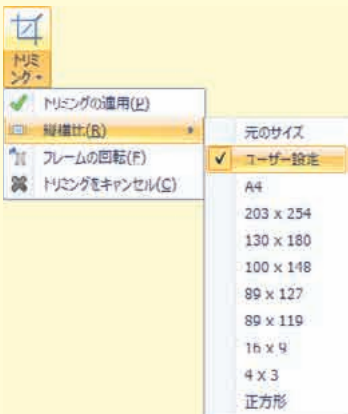 トリミ
ング
トリミングの適用(P)
縦横比(R)
フレームの回転(F)
トリミングをキャンセル(C)
元のサイズ
ユーザー設定
A4
203 x 254
130 x 180
100 x 148
89 x 127
89 x 119
16 x 9
4 x 3
正方形